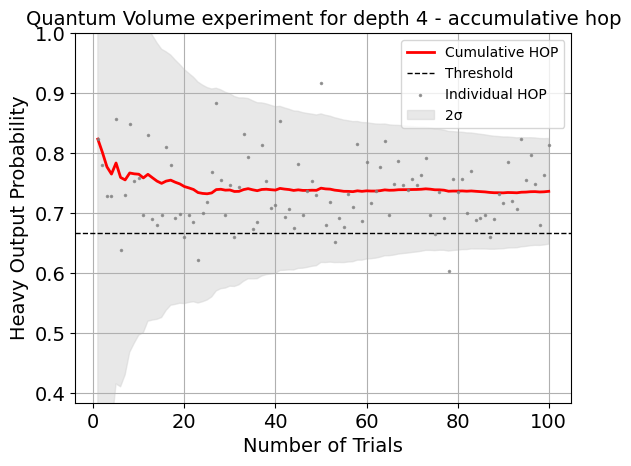 Quantum Volume experiment for depth 4 - accumulative hop
Cumulative HOP
Threshold
Individual HOP
2σ
Heavy Output Probability
1.0
0.9
0.8
0.7
0.6
0.5
0.4
0 20 40 60 80 100
Number of Trials